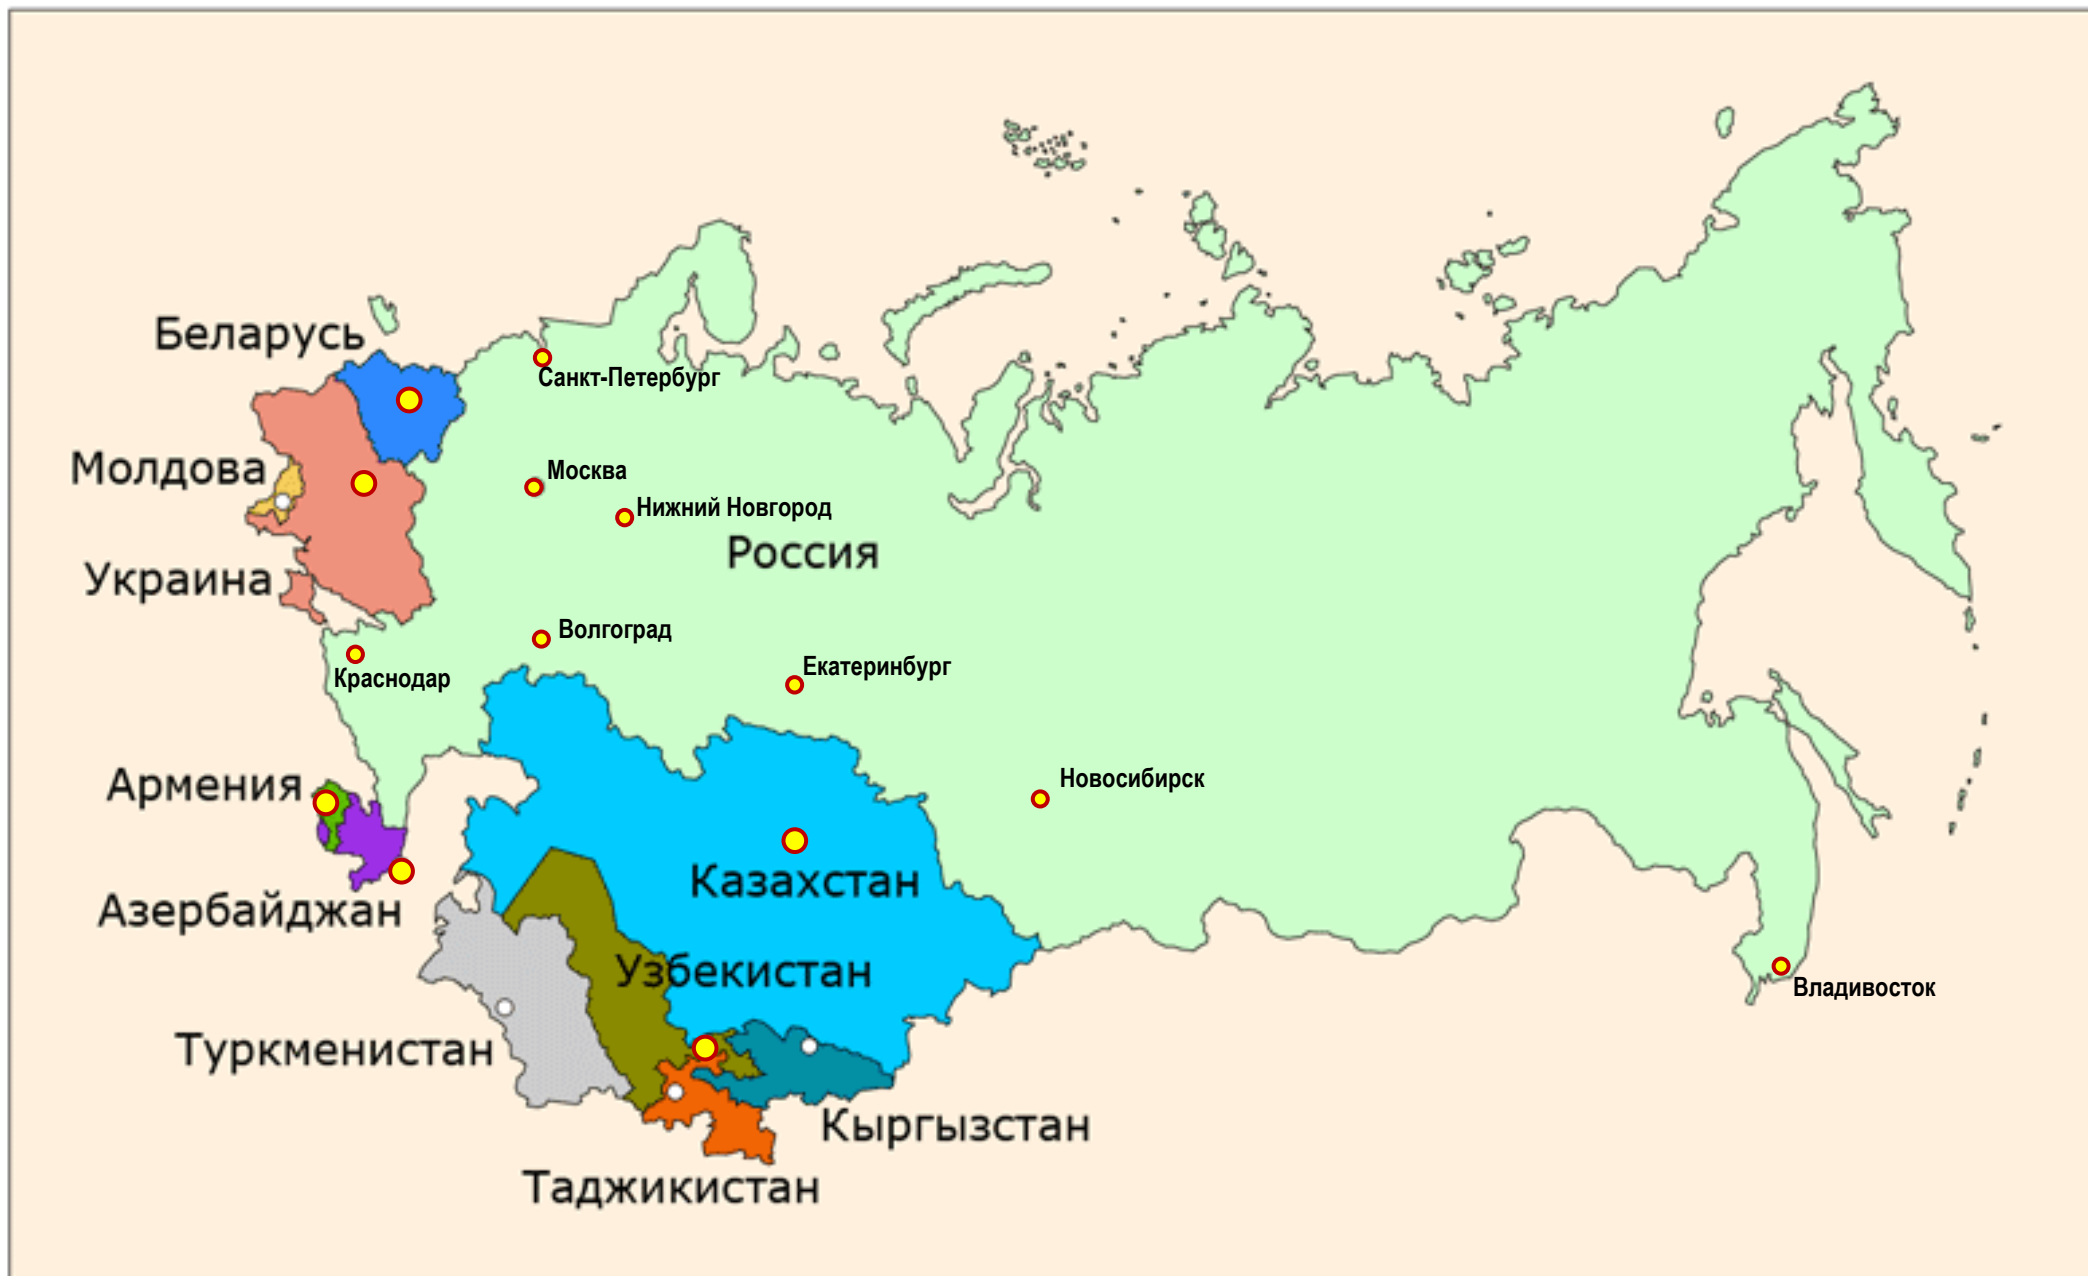 Беларусь
Санкт-Петербург
Молдова
Москва
Нижний Новгород
Россия
Украина
Волгоград
Екатеринбург
Краснодар
Армения
Новосибирск
Казахстан
Азербайджан
Узбекистан
Владивосток
Туркменистан
Кыргызстан
Таджикистан